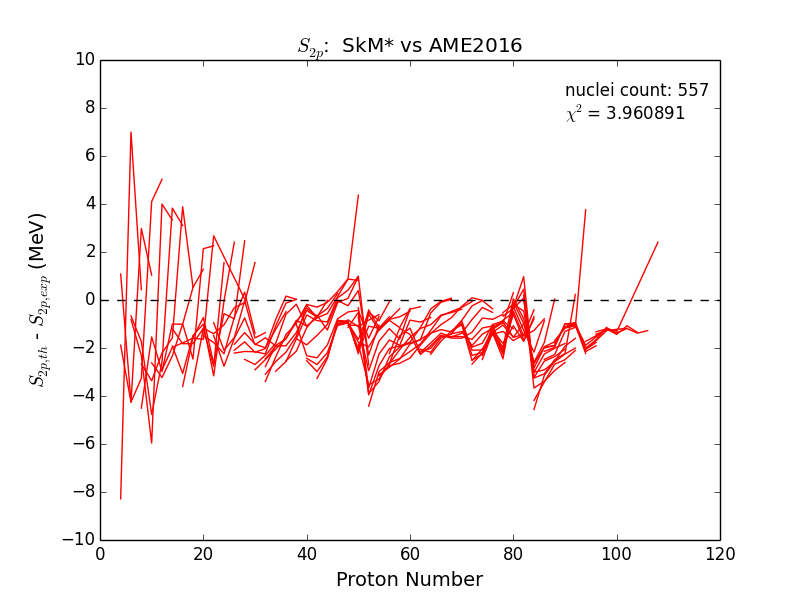 S2p: SkM* vs AME2016
nuclei count: 557
χ² = 3.960891
S2p,th - S2p,exp (MeV)
10
8
6
4
2
0
−2
−4
−6
−8
−10
0 20 40 60 80 100 120
Proton Number